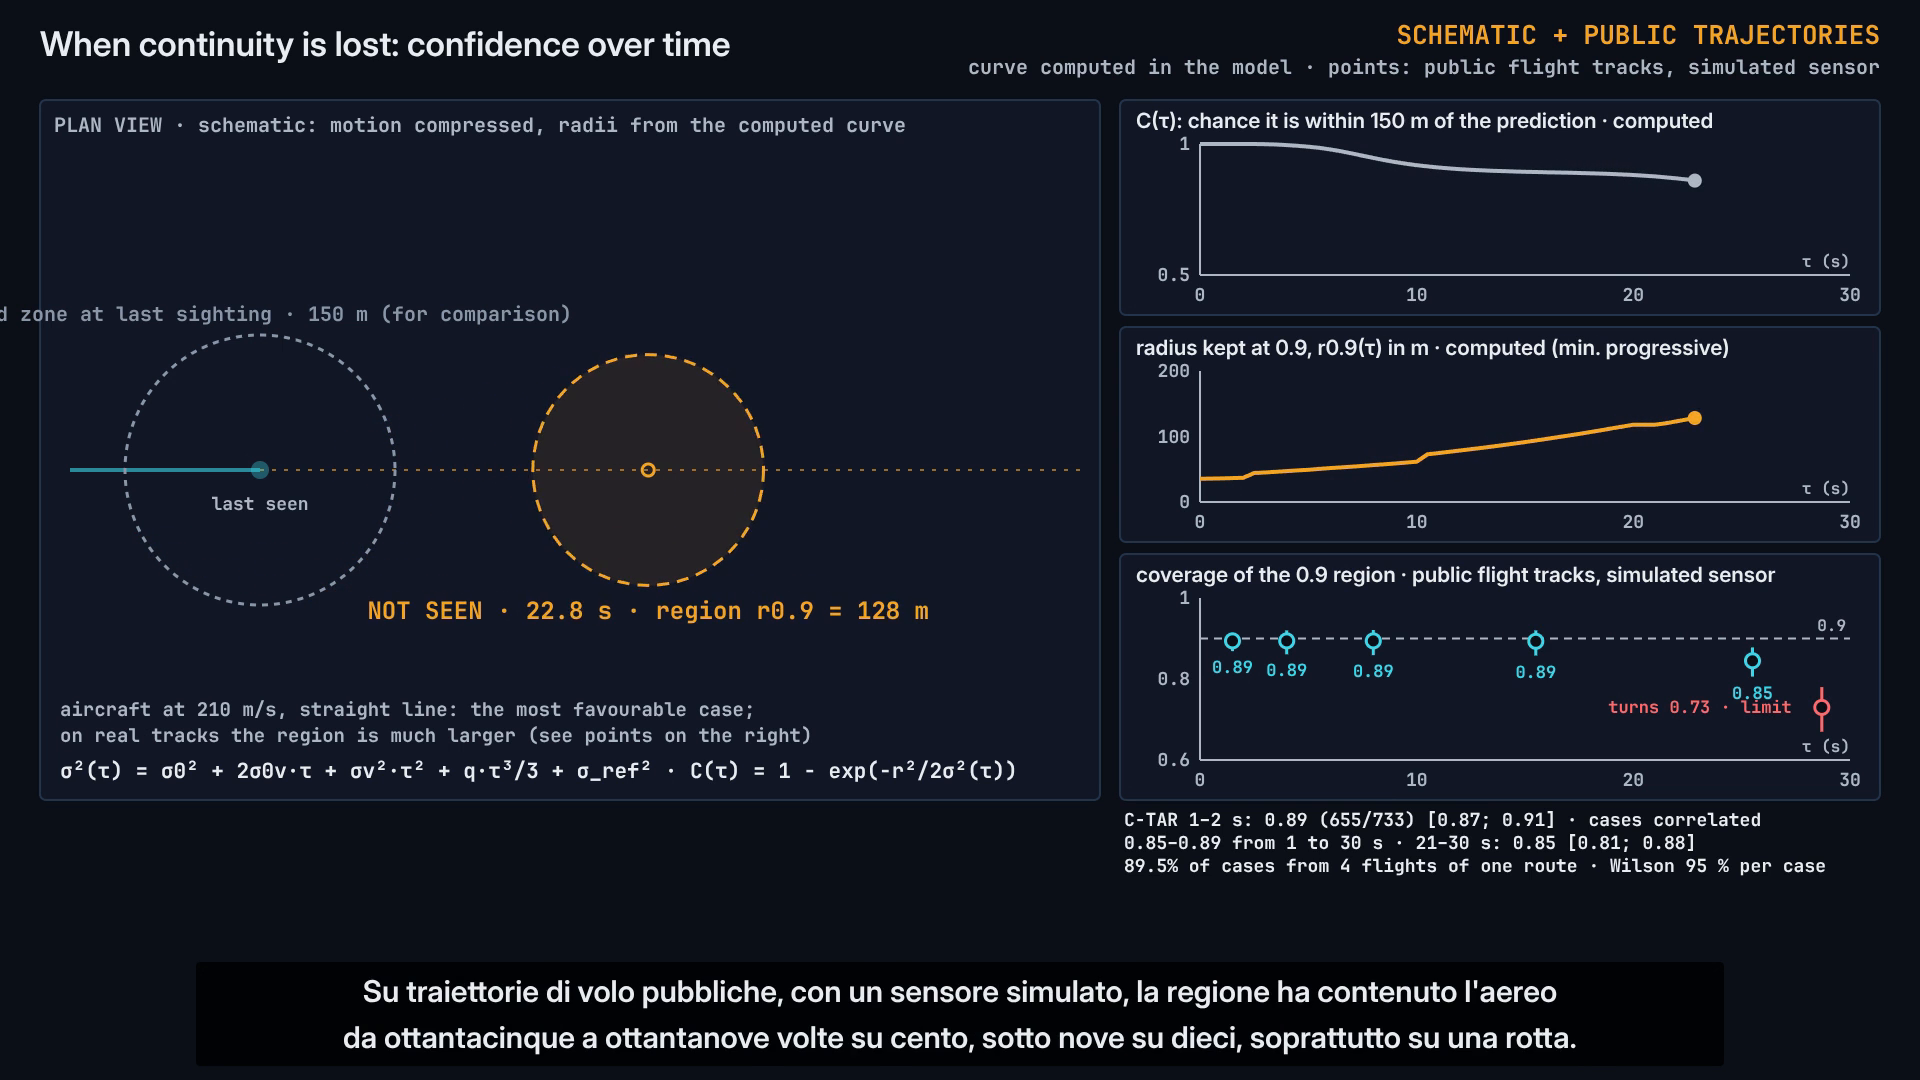 When continuity is lost: confidence over time
SCHEMATIC + PUBLIC TRAJECTORIES
curve computed in the model · points: public flight tracks, simulated sensor
PLAN VIEW · schematic: motion compressed, radii from the computed curve
zone at last sighting · 150 m (for comparison)
last seen
NOT SEEN · 22.8 s · region r0.9 = 128 m
aircraft at 210 m/s, straight line: the most favourable case;
on real tracks the region is much larger (see points on the right)
σ²(τ) = σ0² + 2σ0v·τ + σv²·τ² + q·τ³/3 + σ_ref² · C(τ) = 1 - exp(-r²/2σ²(τ))
C(τ): chance it is within 150 m of the prediction · computed
1
0.5
τ (s)
0 10 20 30
radius kept at 0.9, r0.9(τ) in m · computed (min. progressive)
200
100
0
τ (s)
0 10 20 30
coverage of the 0.9 region · public flight tracks, simulated sensor
1
0.9
0.89 0.89 0.89 0.89
0.8
0.85
turns 0.73 · limit
τ (s)
0.6
0 10 20 30
C-TAR 1–2 s: 0.89 (655/733) [0.87; 0.91] · cases correlated
0.85–0.89 from 1 to 30 s · 21–30 s: 0.85 [0.81; 0.88]
89.5% of cases from 4 flights of one route · Wilson 95 % per case
Su traiettorie di volo pubbliche, con un sensore simulato, la regione ha contenuto l'aereo
da ottantacinque a ottantanove volte su cento, sotto nove su dieci, soprattutto su una rotta.